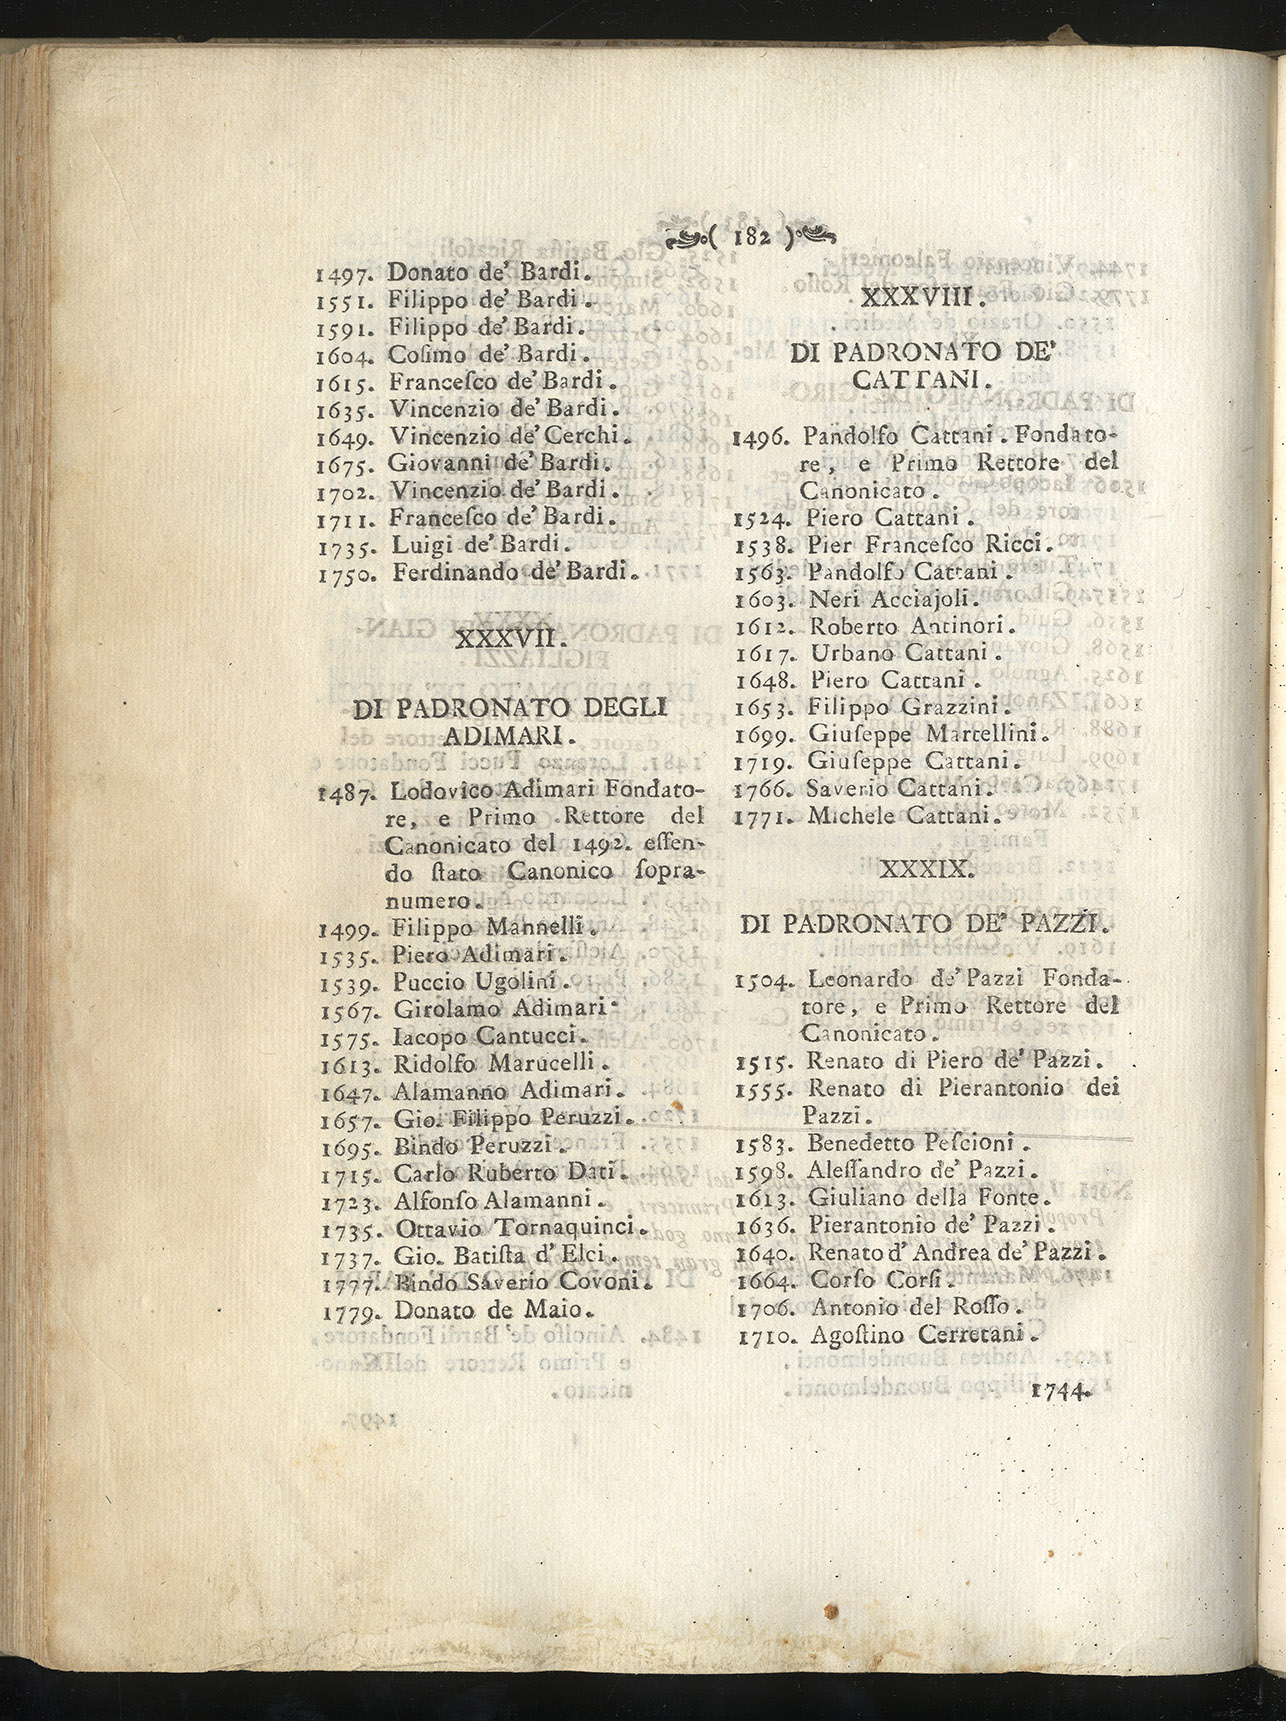 ( 182 )
1497. Donato de' Bardi.
1551. Filippo de' Bardi.
1591. Filippo de' Bardi.
1604. Coſimo de' Bardi.
1615. Franceſco de' Bardi.
1635. Vincenzio de' Bardi.
1649. Vincenzio de' Cerchi.
1675. Giovanni de' Bardi.
1702. Vincenzio de' Bardi.
1711. Franceſco de' Bardi.
1735. Luigi de' Bardi.
1750. Ferdinando de' Bardi.
XXXVII.
DI PADRONATO DEGLI
ADIMARI.
1487. Lodovico Adimari Fondato-
re, e Primo Rettore del
Canonicato del 1492. eſſen-
do ſtato Canonico ſopra-
numero.
1499. Filippo Mannelli.
1535. Piero Adimari.
1539. Puccio Ugolini.
1567. Girolamo Adimari.
1575. Iacopo Cantucci.
1613. Ridolfo Marucelli.
1647. Alamanno Adimari.
1657. Gio. Filippo Peruzzi.
1695. Bindo Peruzzi.
1715. Carlo Ruberto Dati.
1723. Alfonſo Alamanni.
1735. Ottavio Tornaquinci.
1737. Gio. Batiſta d' Elci.
1777. Bindo Saverio Covoni.
1779. Donato de Maio.
XXXVIII.
DI PADRONATO DE'
CATTANI.
1496. Pandolfo Cattani. Fondato-
re, e Primo Rettore del
Canonicato.
1524. Piero Cattani.
1538. Pier Franceſco Ricci.
1563. Pandolfo Cattani.
1603. Neri Acciajoli.
1612. Roberto Antinori.
1617. Urbano Cattani.
1648. Piero Cattani.
1653. Filippo Grazzini.
1699. Giuſeppe Martellini.
1719. Giuſeppe Cattani.
1766. Saverio Cattani.
1771. Michele Cattani.
XXXIX.
DI PADRONATO DE' PAZZI.
1504. Leonardo de' Pazzi Fonda-
tore, e Primo Rettore del
Canonicato.
1515. Renato di Piero de' Pazzi.
1555. Renato di Pierantonio dei
Pazzi.
1583. Benedetto Peſcioni.
1598. Aleſſandro de' Pazzi.
1613. Giuliano della Fonte.
1636. Pierantonio de' Pazzi.
1640. Renato d' Andrea de' Pazzi.
1664. Corſo Corſi.
1706. Antonio del Roſſo.
1710. Agoſtino Cerretani.
1744.